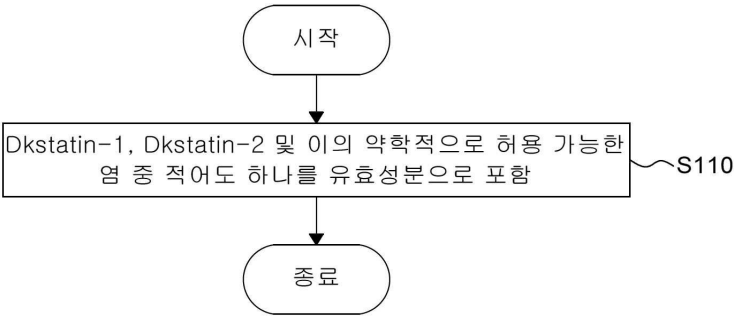 시작
Dkstatin-1, Dkstatin-2 및 이의 약학적으로 허용 가능한
염 중 적어도 하나를 유효성분으로 포함
S110
종료